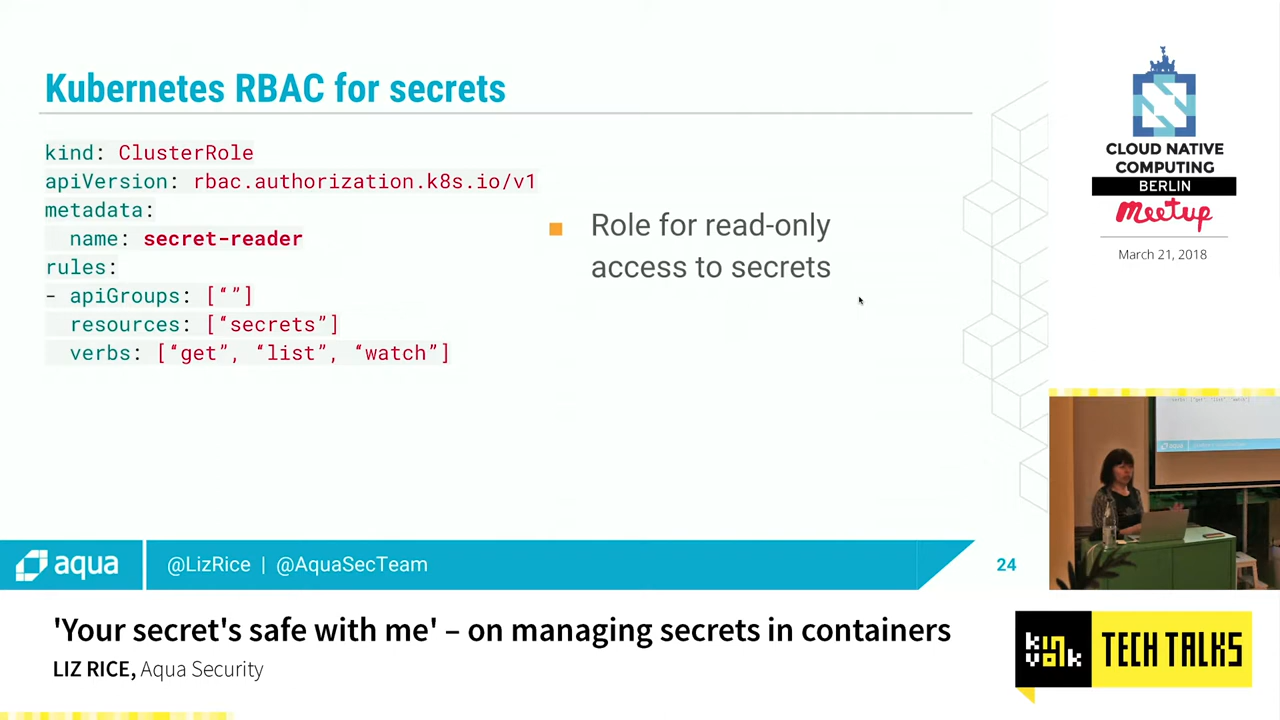 Kubernetes RBAC for secrets
kind: ClusterRole
apiVersion: rbac.authorization.k8s.io/v1
metadata:
name: secret-reader
rules:
- apiGroups: [“”]
resources: [“secrets”]
verbs: [“get”, “list”, “watch”]
Role for read-only
access to secrets
aqua
@LizRice | @AquaSecTeam
24
CLOUD NATIVE
COMPUTING
BERLIN
Meetup
March 21, 2018
'Your secret's safe with me' – on managing secrets in containers
LIZ RICE, Aqua Security
kinvolk
TECH TALKS